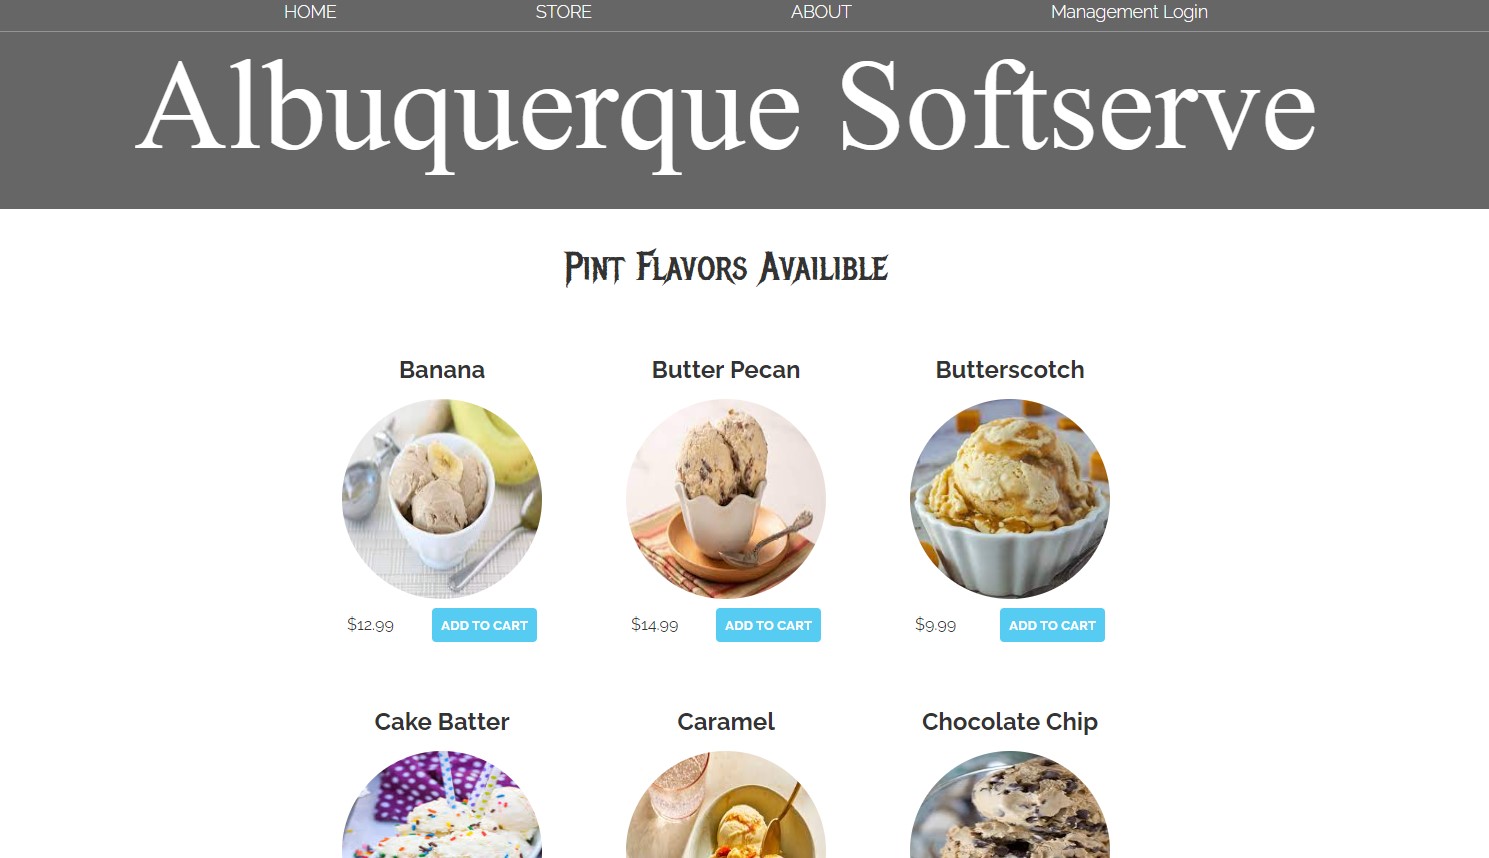 HOME STORE ABOUT Management Login
Albuquerque Softserve
Pint Flavors Availible
Banana Butter Pecan Butterscotch
$12.99 ADD TO CART $14.99 ADD TO CART $9.99 ADD TO CART
Cake Batter Caramel Chocolate Chip